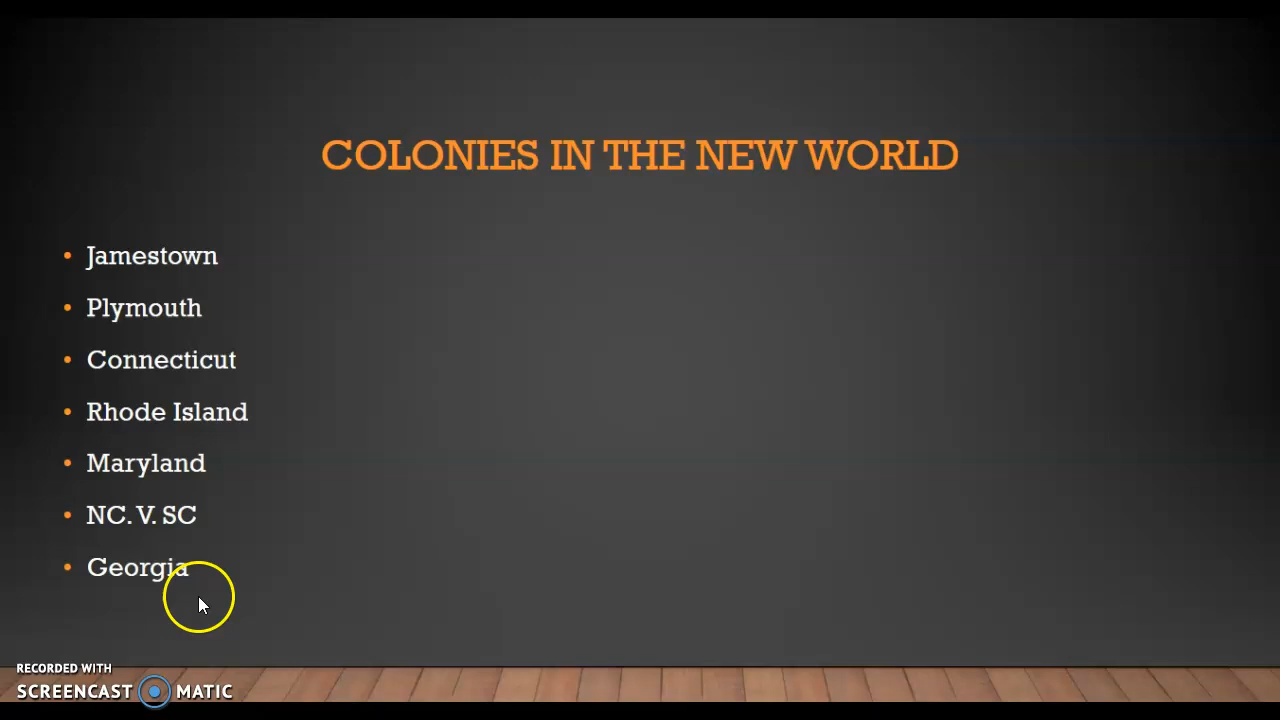 COLONIES IN THE NEW WORLD
• Jamestown
• Plymouth
• Connecticut
• Rhode Island
• Maryland
• NC. V. SC
• Georgia
RECORDED WITH
SCREENCAST MATIC